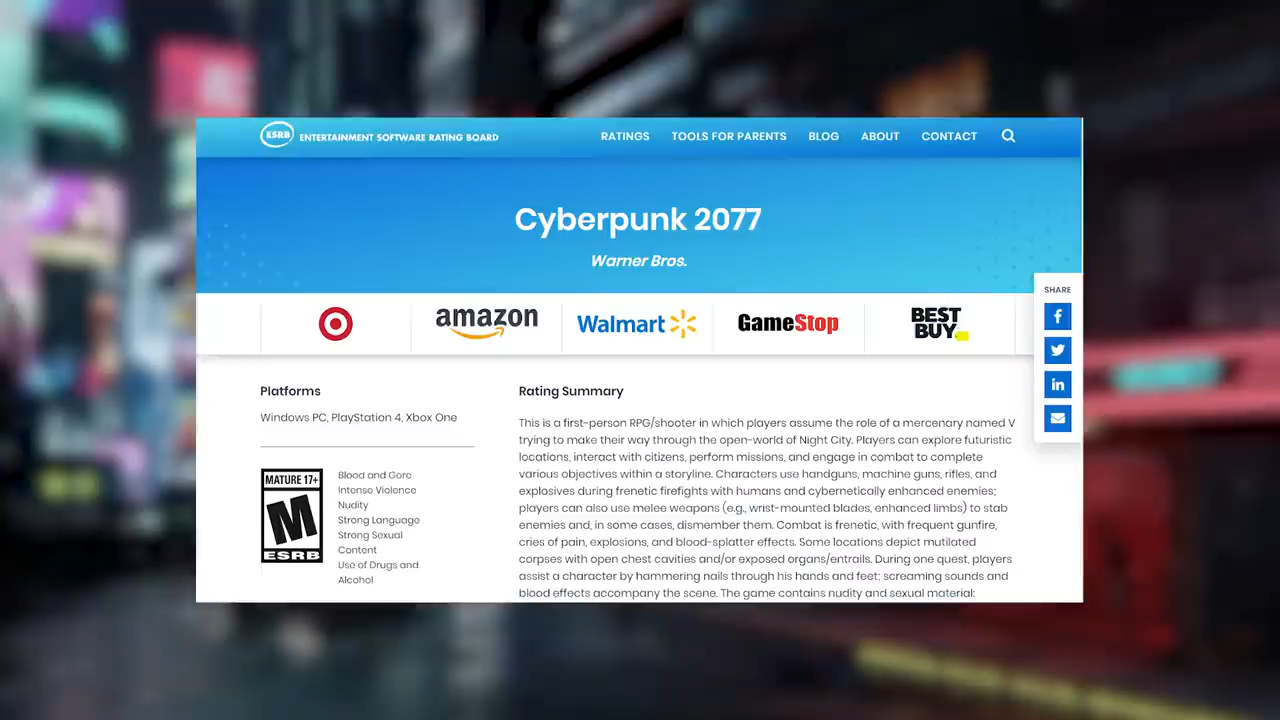 ESRB ENTERTAINMENT SOFTWARE RATING BOARD
RATINGS TOOLS FOR PARENTS BLOG ABOUT CONTACT
Cyberpunk 2077
Warner Bros.
amazon Walmart GameStop BEST BUY
SHARE
Platforms
Windows PC, PlayStation 4, Xbox One
MATURE 17+
M
ESRB
Blood and Gore
Intense Violence
Nudity
Strong Language
Strong Sexual
Content
Use of Drugs and
Alcohol
Rating Summary
This is a first-person RPG/shooter in which players assume the role of a mercenary named V
trying to make their way through the open-world of Night City. Players can explore futuristic
locations, interact with citizens, perform missions, and engage in combat to complete
various objectives within a storyline. Characters use handguns, machine guns, rifles, and
explosives during frenetic firefights with humans and cybernetically enhanced enemies;
players can also use melee weapons (e.g., wrist-mounted blades, enhanced limbs) to stab
enemies and, in some cases, dismember them. Combat is frenetic, with frequent gunfire,
cries of pain, explosions, and blood-splatter effects. Some locations depict mutilated
corpses with open chest cavities and/or exposed organs/entrails. During one quest, players
assist a character by hammering nails through his hands and feet; screaming sounds and
blood effects accompany the scene. The game contains nudity and sexual material: